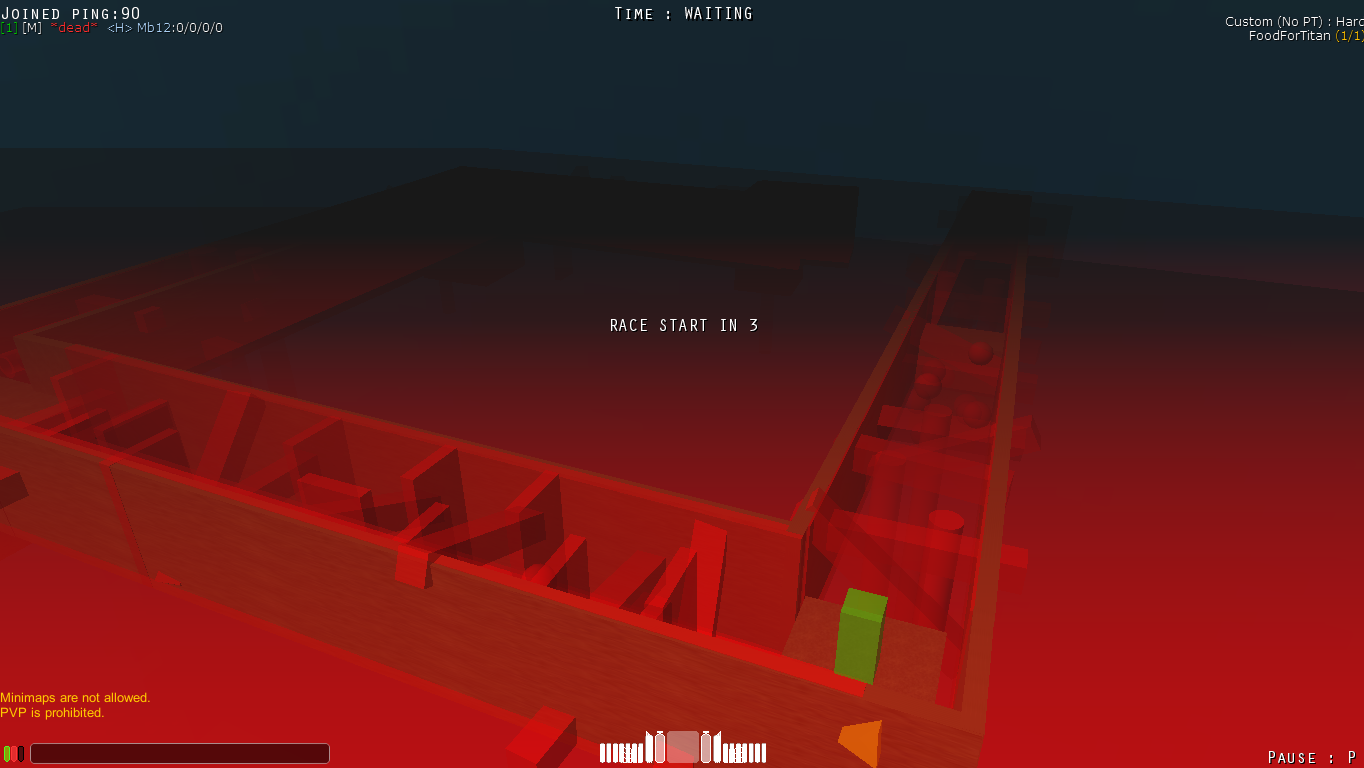 Joined ping:90
[1] [M] *dead* <H> Mb12:0/0/0/0
Time : WAITING
Custom (No PT) : Hard
FoodForTitan (1/1)
RACE START IN 3
Minimaps are not allowed.
PVP is prohibited.
Pause : P